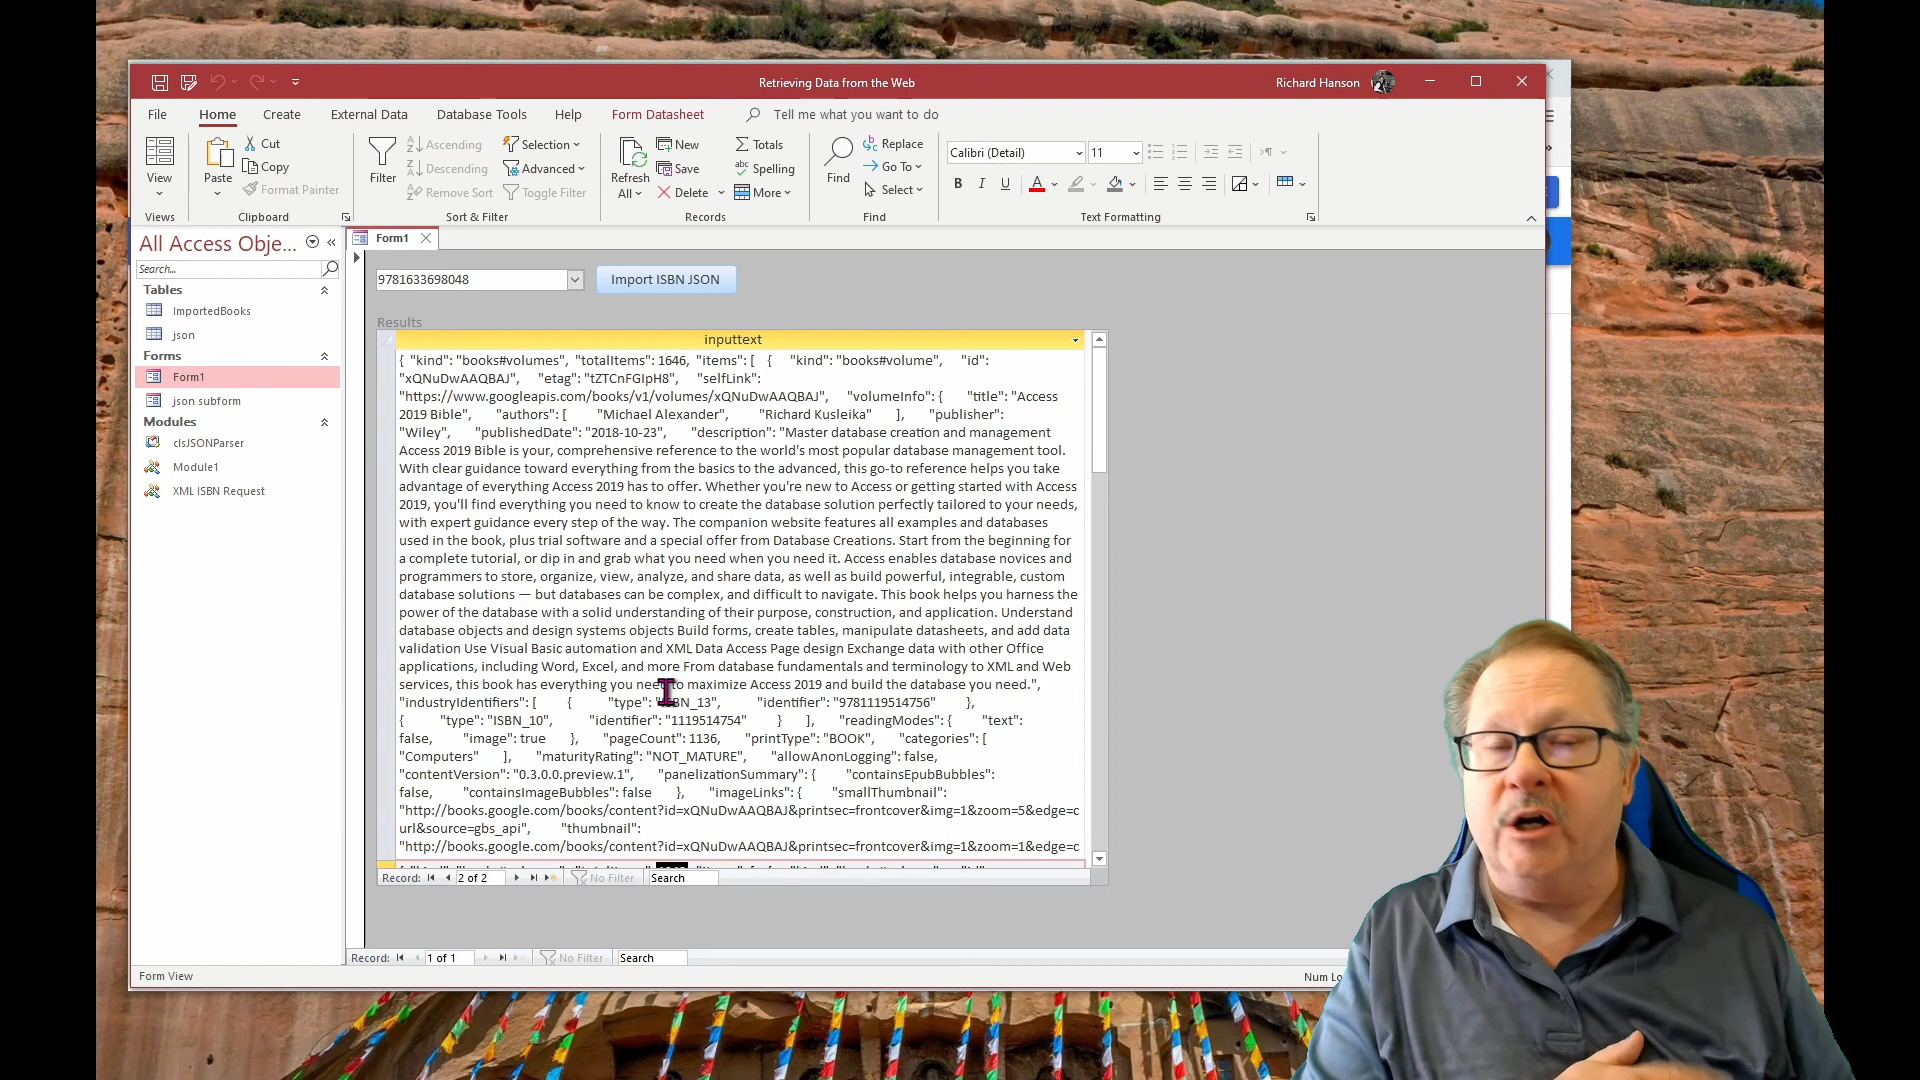 Retrieving Data from the Web
Richard Hanson
File Home Create External Data Database Tools Help Form Datasheet Tell me what you want to do
View
Views
Paste
Cut
Copy
Format Painter
Clipboard
Filter
Ascending
Descending
Remove Sort
Selection
Advanced
Toggle Filter
Sort & Filter
Refresh
All
New
Save
Delete
Totals
Spelling
More
Records
Find
Replace
Go To
Select
Find
Calibri (Detail) 11
B I U A
Text Formatting
All Access Obje...
Search...
Tables
ImportedBooks
json
Forms
Form1
json subform
Modules
clsJSONParser
Module1
XML ISBN Request
Form1
9781633698048
Import ISBN JSON
Results
inputtext
{ "kind": "books#volumes", "totalItems": 1646, "items": [ { "kind": "books#volume", "id":
"xQNuDwAAQBAJ", "etag": "tZTCnFGIpH8", "selfLink":
"https://www.googleapis.com/books/v1/volumes/xQNuDwAAQBAJ", "volumeInfo": { "title": "Access
2019 Bible", "authors": [ "Michael Alexander", "Richard Kusleika" ], "publisher":
"Wiley", "publishedDate": "2018-10-23", "description": "Master database creation and management
Access 2019 Bible is your, comprehensive reference to the world's most popular database management tool.
With clear guidance toward everything from the basics to the advanced, this go-to reference helps you take
advantage of everything Access 2019 has to offer. Whether you're new to Access or getting started with Access
2019, you'll find everything you need to know to create the database solution perfectly tailored to your needs,
with expert guidance every step of the way. The companion website features all examples and databases
used in the book, plus trial software and a special offer from Database Creations. Start from the beginning for
a complete tutorial, or dip in and grab what you need when you need it. Access enables database novices and
programmers to store, organize, view, analyze, and share data, as well as build powerful, integrable, custom
database solutions — but databases can be complex, and difficult to navigate. This book helps you harness the
power of the database with a solid understanding of their purpose, construction, and application. Understand
database objects and design systems objects Build forms, create tables, manipulate datasheets, and add data
validation Use Visual Basic automation and XML Data Access Page design Exchange data with other Office
applications, including Word, Excel, and more From database fundamentals and terminology to XML and Web
services, this book has everything you need to maximize Access 2019 and build the database you need.",
"industryIdentifiers": [ { "type": "ISBN_13", "identifier": "9781119514756" },
{ "type": "ISBN_10", "identifier": "1119514754" } ], "readingModes": { "text":
false, "image": true }, "pageCount": 1136, "printType": "BOOK", "categories": [
"Computers" ], "maturityRating": "NOT_MATURE", "allowAnonLogging": false,
"contentVersion": "0.3.0.0.preview.1", "panelizationSummary": { "containsEpubBubbles":
false, "containsImageBubbles": false }, "imageLinks": { "smallThumbnail":
"http://books.google.com/books/content?id=xQNuDwAAQBAJ&printsec=frontcover&img=1&zoom=5&edge=c
url&source=gbs_api", "thumbnail":
"http://books.google.com/books/content?id=xQNuDwAAQBAJ&printsec=frontcover&img=1&zoom=1&edge=c
Record: 2 of 2 No Filter Search
Record: 1 of 1 No Filter Search
Form View
Num Lo